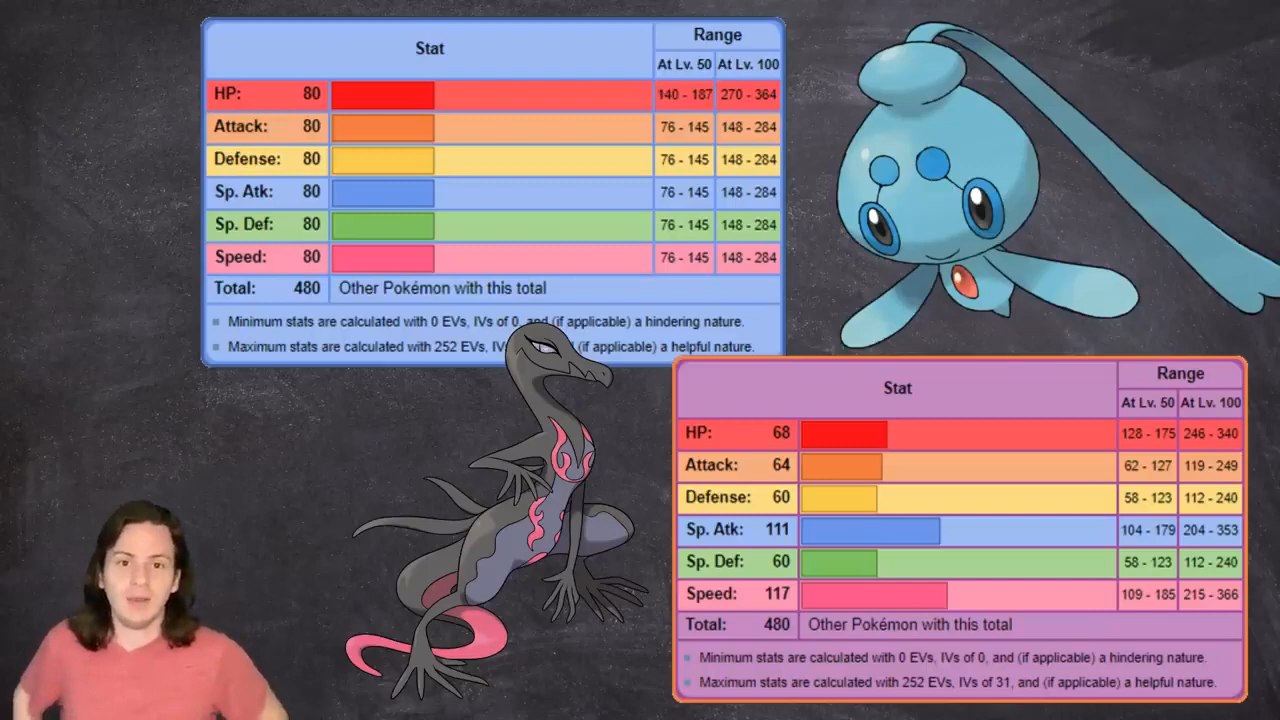 Stat Range
At Lv. 50 At Lv. 100
HP: 80 140 - 187 270 - 364
Attack: 80 76 - 145 148 - 284
Defense: 80 76 - 145 148 - 284
Sp. Atk: 80 76 - 145 148 - 284
Sp. Def: 80 76 - 145 148 - 284
Speed: 80 76 - 145 148 - 284
Total: 480 Other Pokémon with this total
Minimum stats are calculated with 0 EVs, IVs of 0, and (if applicable) a hindering nature.
Maximum stats are calculated with 252 EVs, (if applicable) a helpful nature.
Stat Range
At Lv. 50 At Lv. 100
HP: 68 128 - 175 246 - 340
Attack: 64 62 - 127 119 - 249
Defense: 60 58 - 123 112 - 240
Sp. Atk: 111 104 - 179 204 - 353
Sp. Def: 60 58 - 123 112 - 240
Speed: 117 109 - 185 215 - 366
Total: 480 Other Pokémon with this total
Minimum stats are calculated with 0 EVs, IVs of 0, and (if applicable) a hindering nature.
Maximum stats are calculated with 252 EVs, IVs of 31, and (if applicable) a helpful nature.